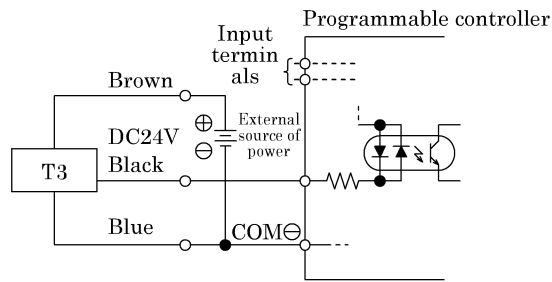 Programmable controller
Input
termin
als
Brown
⊕
External
source of
power
DC24V
⊖
Black
T3
Blue
COM⊖